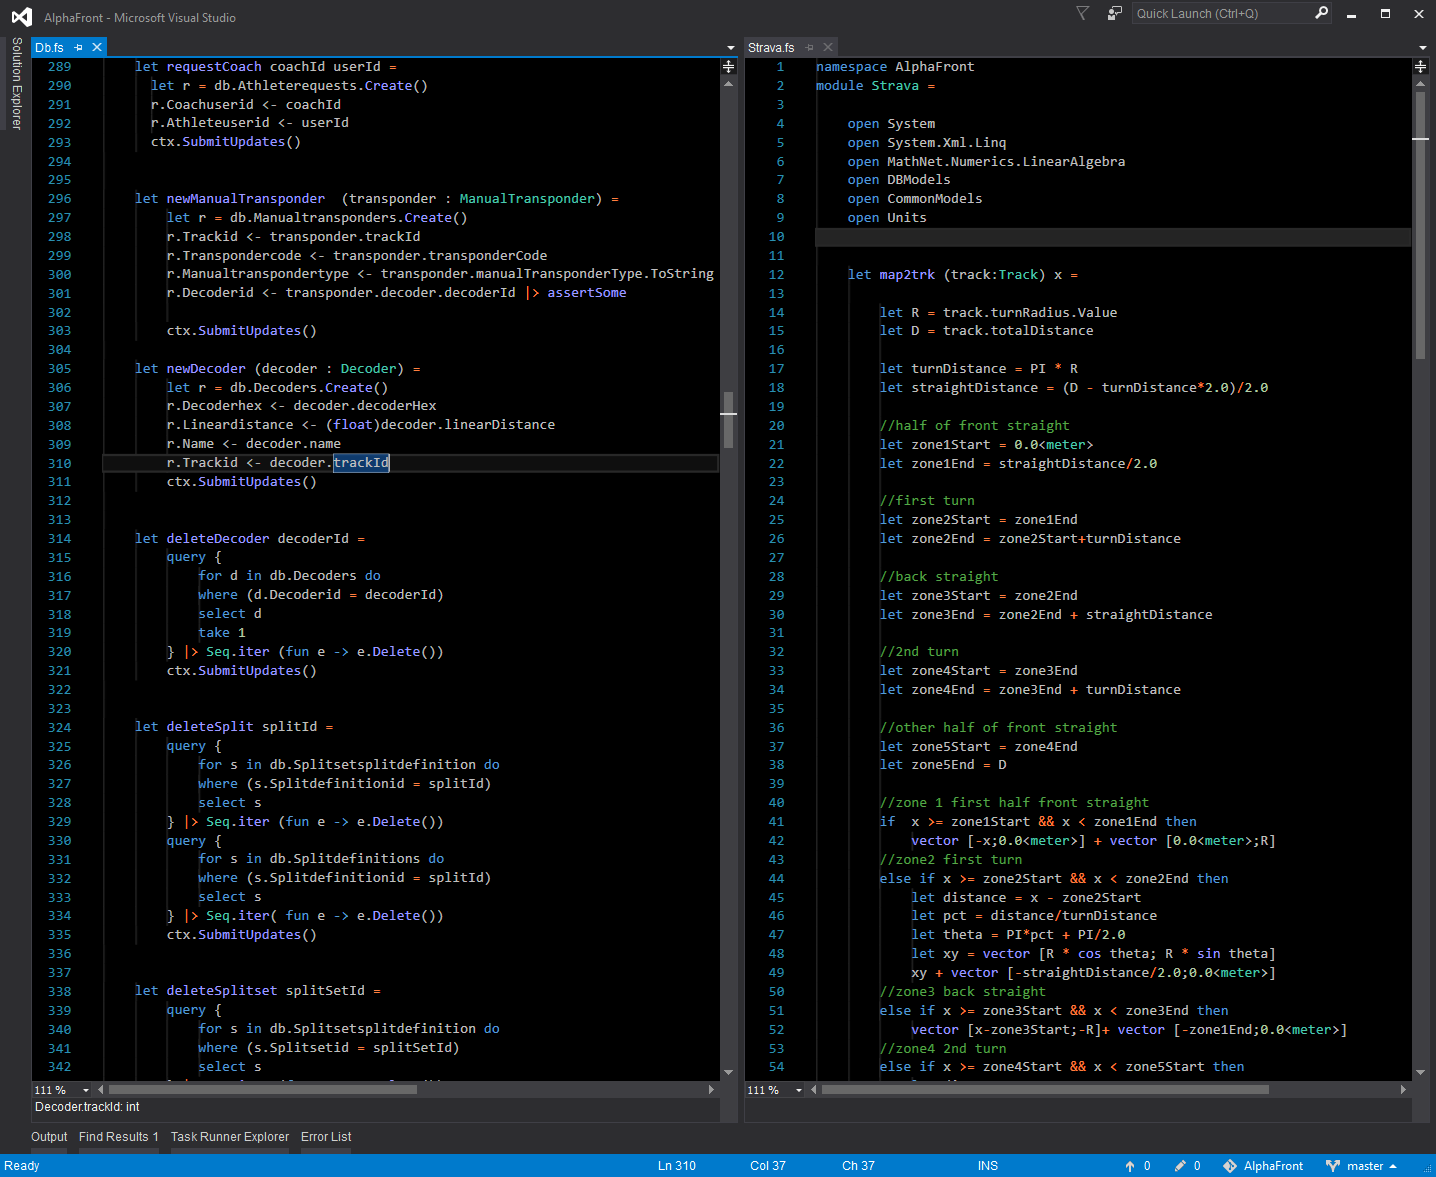 AlphaFront - Microsoft Visual Studio
Quick Launch (Ctrl+Q)
Solution Explorer
Db.fs
289 let requestCoach coachId userId =
290 let r = db.Athleterequests.Create()
291 r.Coachuserid <- coachId
292 r.Athleteuserid <- userId
293 ctx.SubmitUpdates()
294
295
296 let newManualTransponder  (transponder : ManualTransponder) =
297 let r = db.Manualtransponders.Create()
298 r.Trackid <- transponder.trackId
299 r.Transpondercode <- transponder.transponderCode
300 r.Manualtranspondertype <- transponder.manualTransponderType.ToString
301 r.Decoderid <- transponder.decoder.decoderId |> assertSome
302
303 ctx.SubmitUpdates()
304
305 let newDecoder (decoder : Decoder) =
306 let r = db.Decoders.Create()
307 r.Decoderhex <- decoder.decoderHex
308 r.Lineardistance <- (float)decoder.linearDistance
309 r.Name <- decoder.name
310 r.Trackid <- decoder.trackId
311 ctx.SubmitUpdates()
312
313
314 let deleteDecoder decoderId =
315 query {
316 for d in db.Decoders do
317 where (d.Decoderid = decoderId)
318 select d
319 take 1
320 } |> Seq.iter (fun e -> e.Delete())
321 ctx.SubmitUpdates()
322
323
324 let deleteSplit splitId =
325 query {
326 for s in db.Splitsetsplitdefinition do
327 where (s.Splitdefinitionid = splitId)
328 select s
329 } |> Seq.iter (fun e -> e.Delete())
330 query {
331 for s in db.Splitdefinitions do
332 where (s.Splitdefinitionid = splitId)
333 select s
334 } |> Seq.iter( fun e -> e.Delete())
335 ctx.SubmitUpdates()
336
337
338 let deleteSplitset splitSetId =
339 query {
340 for s in db.Splitsetsplitdefinition do
341 where (s.Splitsetid = splitSetId)
342 select s
111 %
Decoder.trackId: int
Strava.fs
1 namespace AlphaFront
2 module Strava =
3
4 open System
5 open System.Xml.Linq
6 open MathNet.Numerics.LinearAlgebra
7 open DBModels
8 open CommonModels
9 open Units
10
11
12 let map2trk (track:Track) x =
13
14 let R = track.turnRadius.Value
15 let D = track.totalDistance
16
17 let turnDistance = PI * R
18 let straightDistance = (D - turnDistance*2.0)/2.0
19
20 //half of front straight
21 let zone1Start = 0.0<meter>
22 let zone1End = straightDistance/2.0
23
24 //first turn
25 let zone2Start = zone1End
26 let zone2End = zone2Start+turnDistance
27
28 //back straight
29 let zone3Start = zone2End
30 let zone3End = zone2End + straightDistance
31
32 //2nd turn
33 let zone4Start = zone3End
34 let zone4End = zone3End + turnDistance
35
36 //other half of front straight
37 let zone5Start = zone4End
38 let zone5End = D
39
40 //zone 1 first half front straight
41 if  x >= zone1Start && x < zone1End then
42 vector [-x;0.0<meter>] + vector [0.0<meter>;R]
43 //zone2 first turn
44 else if x >= zone2Start && x < zone2End then
45 let distance = x - zone2Start
46 let pct = distance/turnDistance
47 let theta = PI*pct + PI/2.0
48 let xy = vector [R * cos theta; R * sin theta]
49 xy + vector [-straightDistance/2.0;0.0<meter>]
50 //zone3 back straight
51 else if x >= zone3Start && x < zone3End then
52 vector [x-zone3Start;-R]+ vector [-zone1End;0.0<meter>]
53 //zone4 2nd turn
54 else if x >= zone4Start && x < zone5Start then
111 %
Output Find Results 1 Task Runner Explorer Error List
Ready Ln 310 Col 37 Ch 37 INS 0 0 AlphaFront master